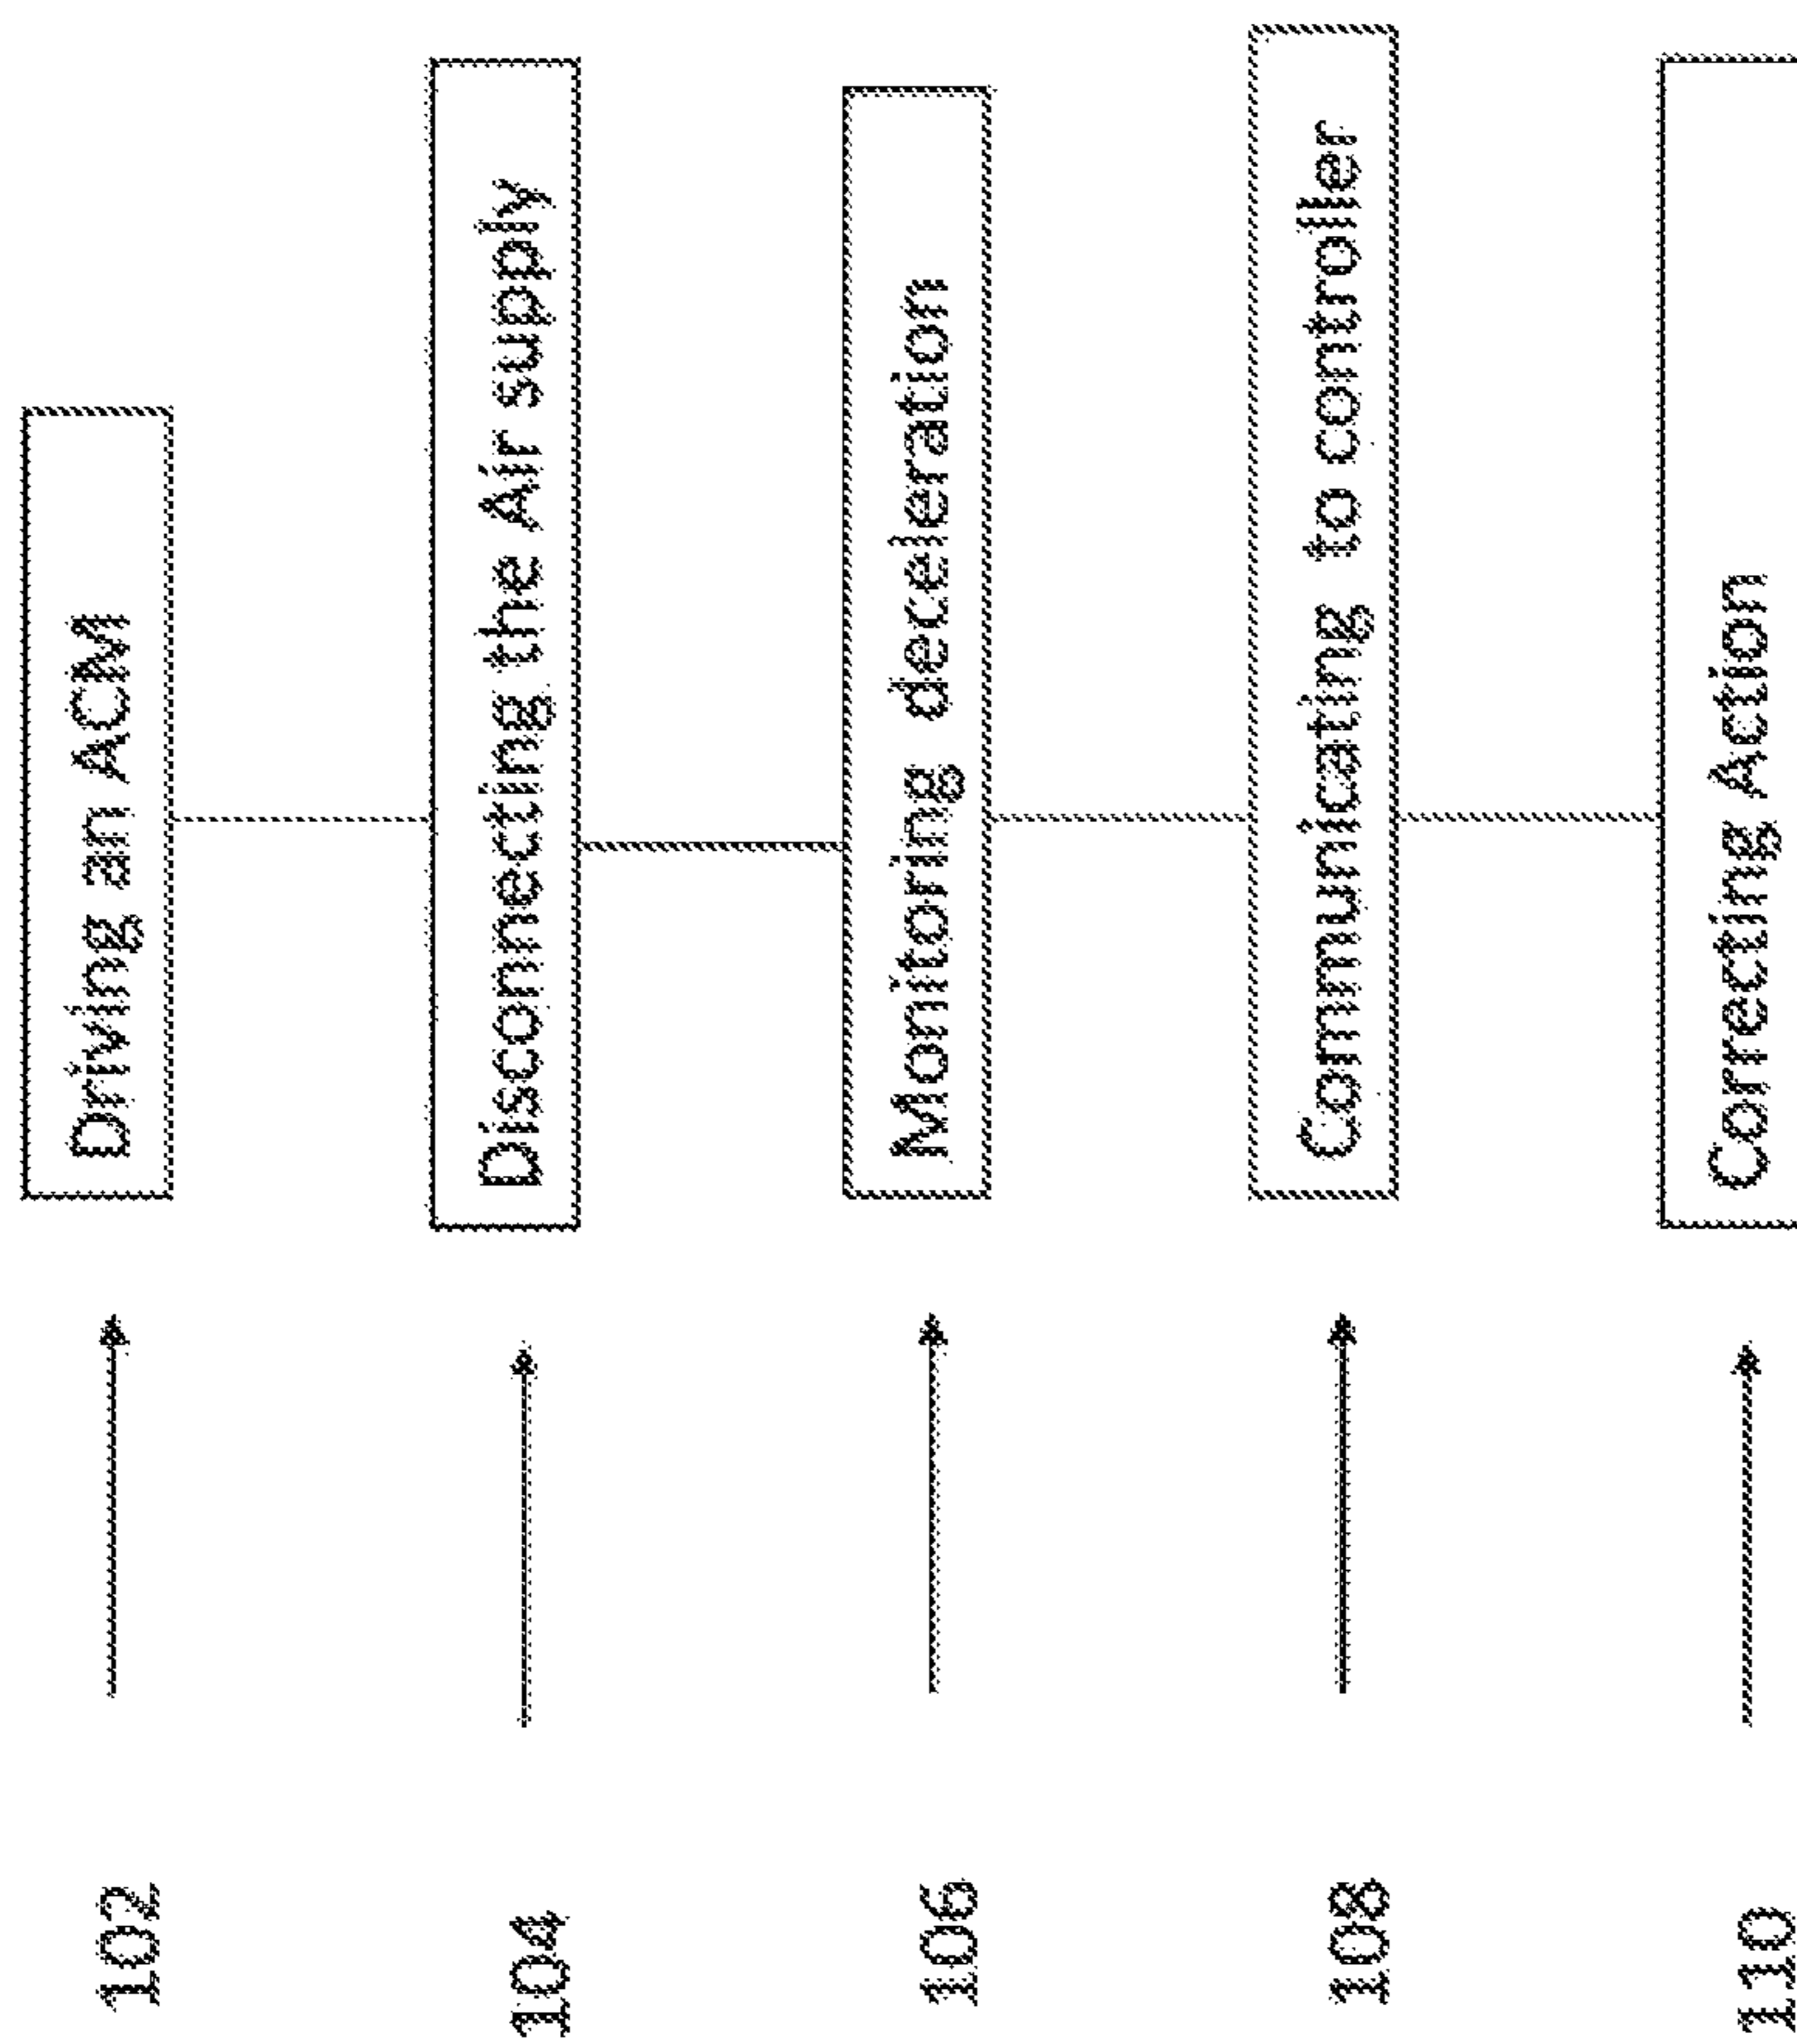 102 Driving an ACM
104 Disconnecting the Air supply
106 Monitoring deceleration
108 Communicating to controller
110 Correcting Action